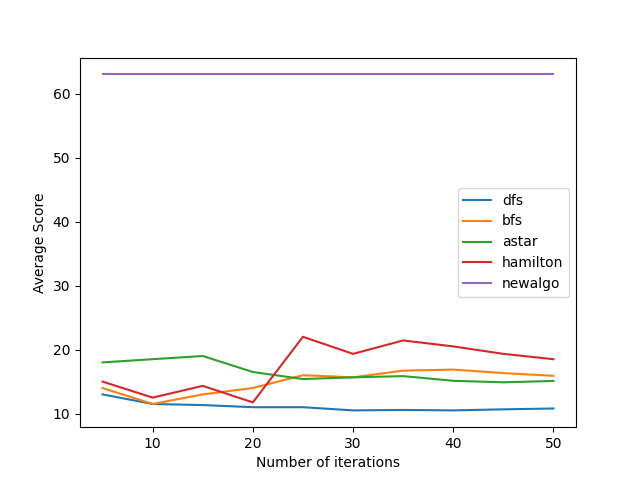 60
50
40
30
20
10
Average Score
dfs
bfs
astar
hamilton
newalgo
10 20 30 40 50
Number of iterations